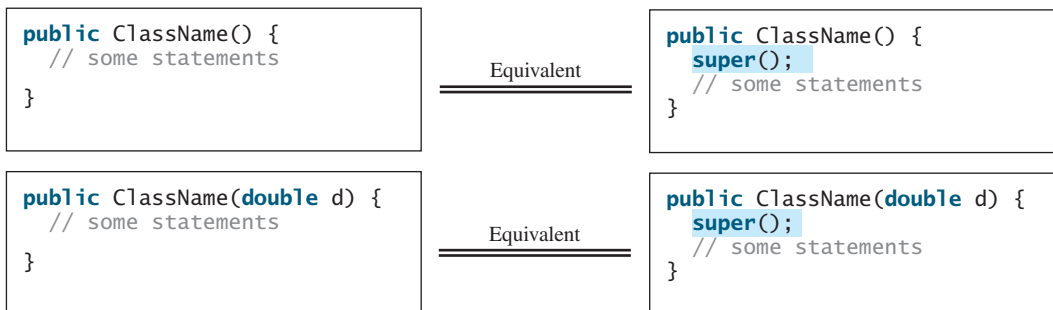 public ClassName() {
// some statements
}
Equivalent
public ClassName() {
super();
// some statements
}
public ClassName(double d) {
// some statements
}
Equivalent
public ClassName(double d) {
super();
// some statements
}